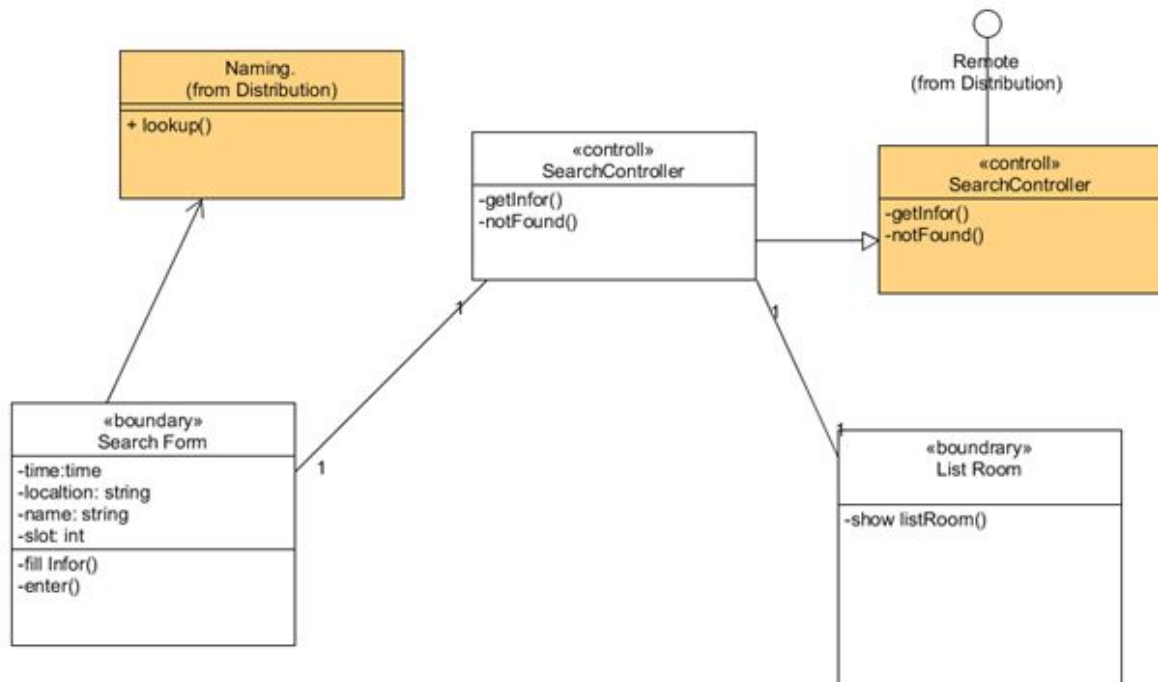 Naming.
(from Distribution)
+ lookup()
Remote
(from Distribution)
«controll»
SearchController
-getInfor()
-notFound()
«controll»
SearchController
-getInfor()
-notFound()
1
1
1
1
«boundary»
Search Form
-time:time
-localtion: string
-name: string
-slot: int
-fill Infor()
-enter()
«boundrary»
List Room
-show listRoom()